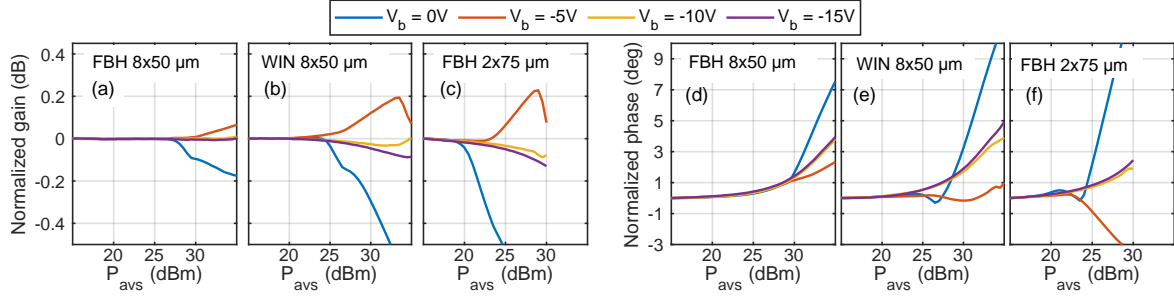 V_b = 0V V_b = -5V V_b = -10V V_b = -15V
Normalized gain (dB)
0.4
0.2
0
-0.2
-0.4
FBH 8x50 µm
(a)
20 25 30
P_avs (dBm)
WIN 8x50 µm
(b)
20 25 30
P_avs (dBm)
FBH 2x75 µm
(c)
20 25 30
P_avs (dBm)
Normalized phase (deg)
9
7
5
3
1
-1
-3
FBH 8x50 µm
(d)
20 25 30
P_avs (dBm)
WIN 8x50 µm
(e)
20 25 30
P_avs (dBm)
FBH 2x75 µm
(f)
20 25 30
P_avs (dBm)